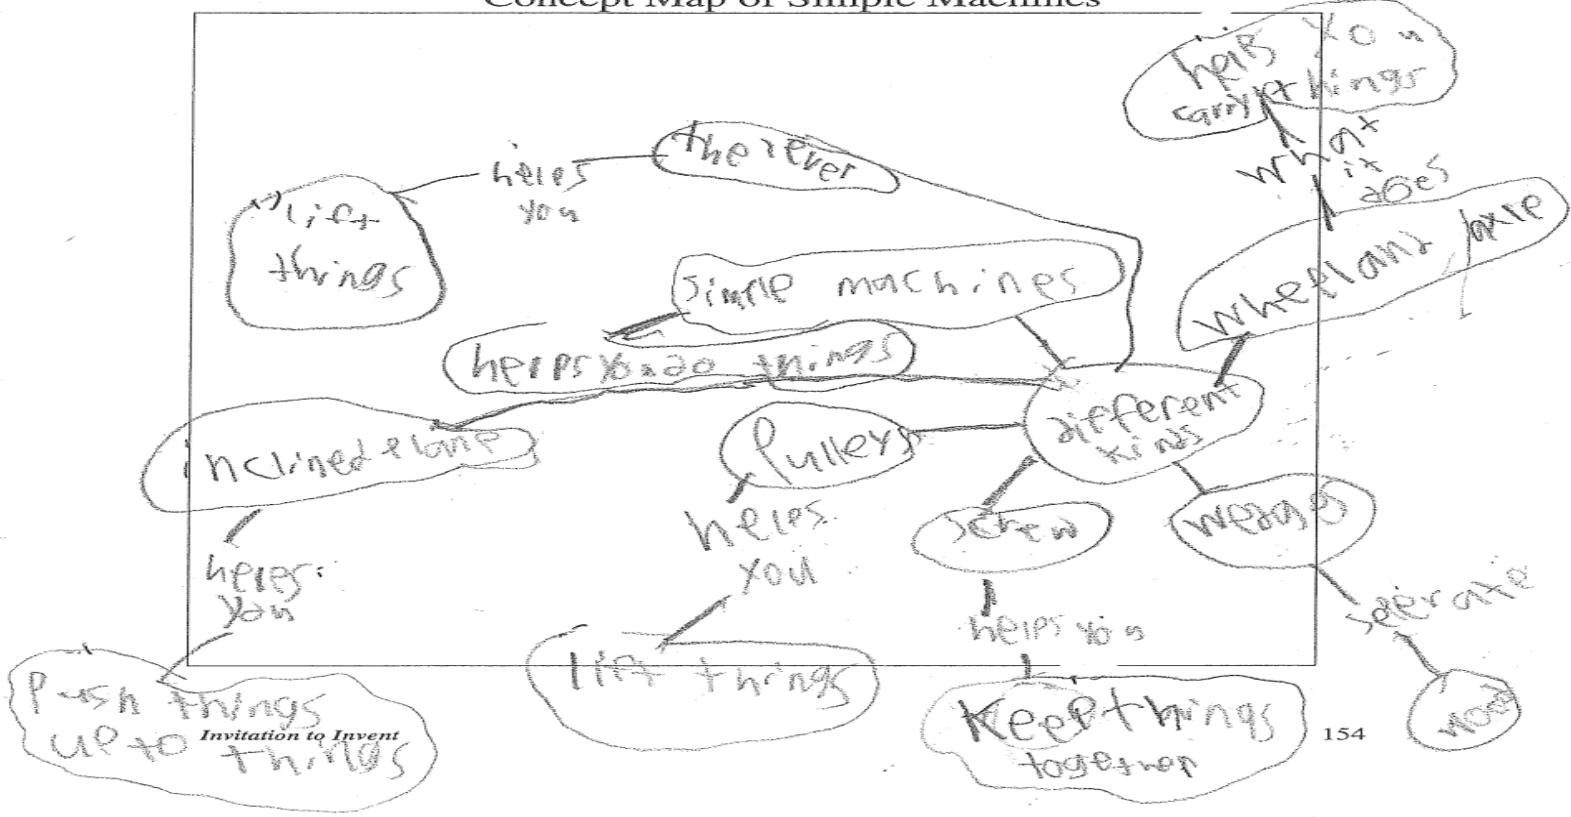 Concept Map of Simple Machines
helps you
carry things
what
it
does
wheel and axle
the lever
helps
you
lift
things
simple machines
helps you do things
different
kinds
inclined plane
helps
you
push things
up to things
Pulleys
helps
you
lift things
screw
helps you
Keep things
together
wedges
seperate
wood
Invitation to Invent
154